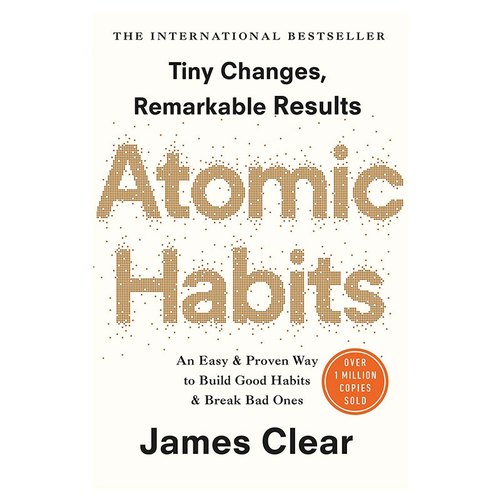 THE INTERNATIONAL BESTSELLER
Tiny Changes,
Remarkable Results
Atomic
Habits
An Easy & Proven Way
to Build Good Habits
& Break Bad Ones
OVER
1 MILLION
COPIES
SOLD
James Clear